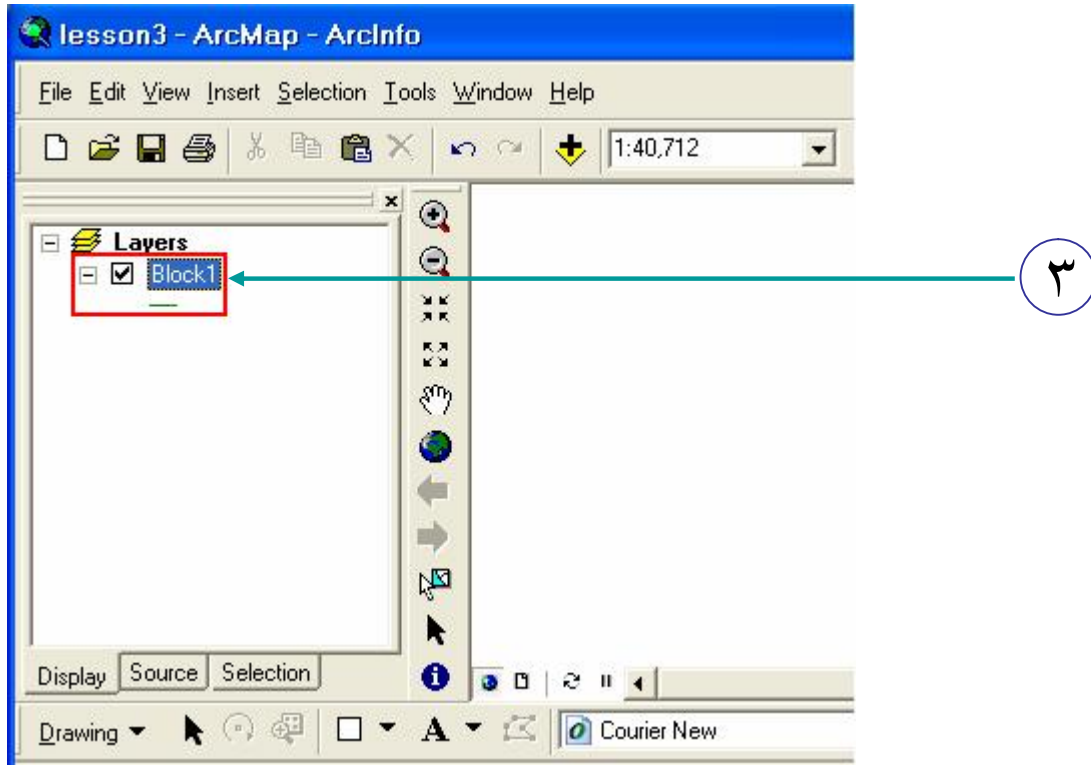 lesson3 - ArcMap - ArcInfo
File Edit View Insert Selection Tools Window Help
1:40,712
Layers
Block1
۳
Display Source Selection
Drawing A Courier New